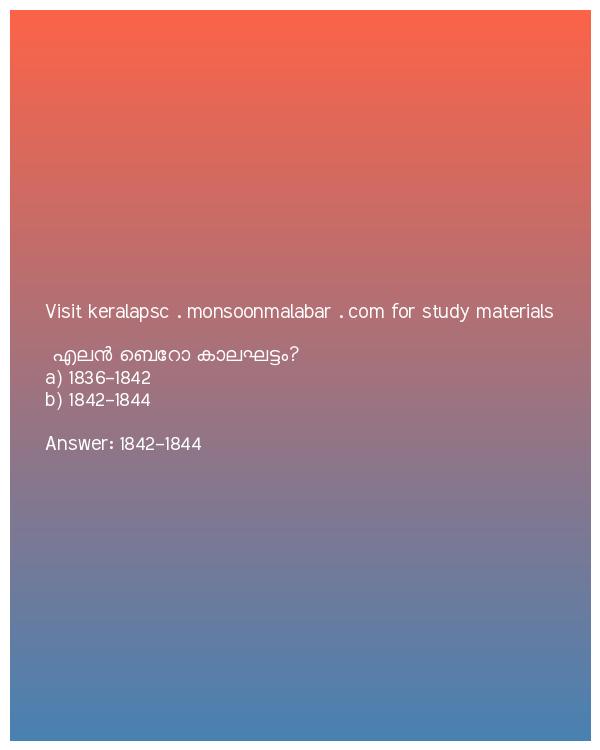 Visit keralapsc . monsoonmalabar . com for study materials
എലൻ ബെറോ കാലഘട്ടം?
a) 1836-1842
b) 1842-1844
Answer: 1842-1844